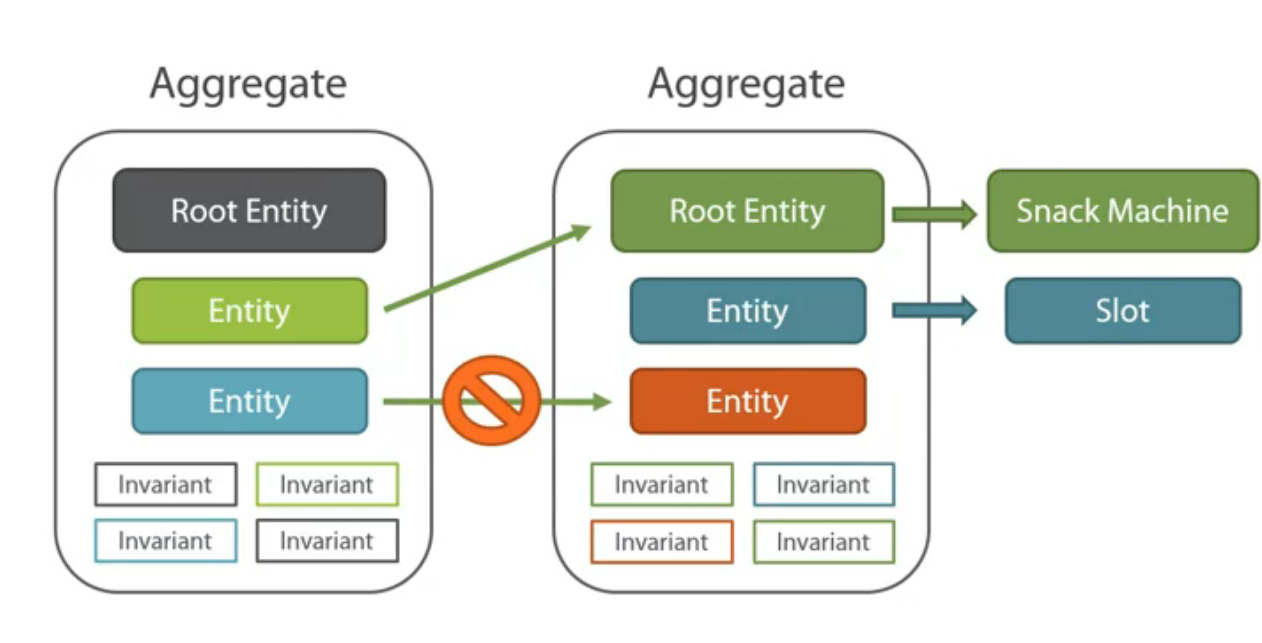 Aggregate
Aggregate
Root Entity
Root Entity
Snack Machine
Entity
Entity
Slot
Entity
Entity
Invariant
Invariant
Invariant
Invariant
Invariant
Invariant
Invariant
Invariant